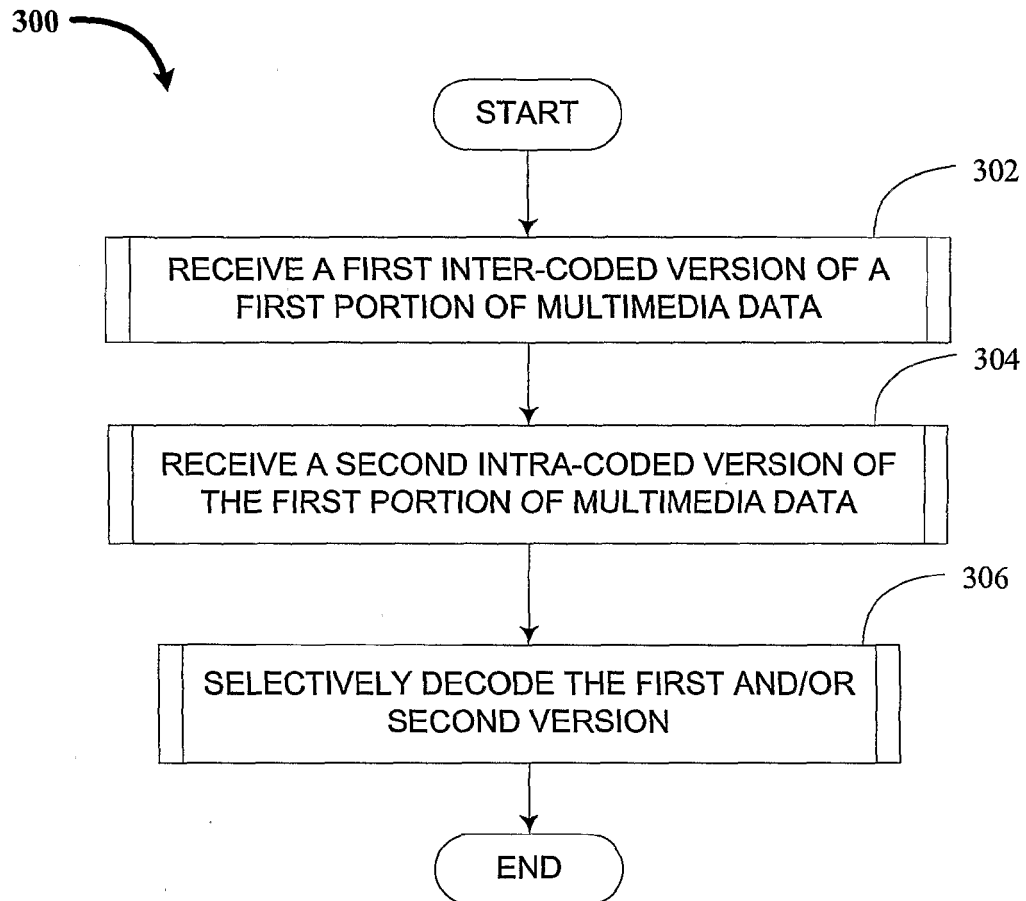 300
START
302
RECEIVE A FIRST INTER-CODED VERSION OF A
FIRST PORTION OF MULTIMEDIA DATA
304
RECEIVE A SECOND INTRA-CODED VERSION OF
THE FIRST PORTION OF MULTIMEDIA DATA
306
SELECTIVELY DECODE THE FIRST AND/OR
SECOND VERSION
END